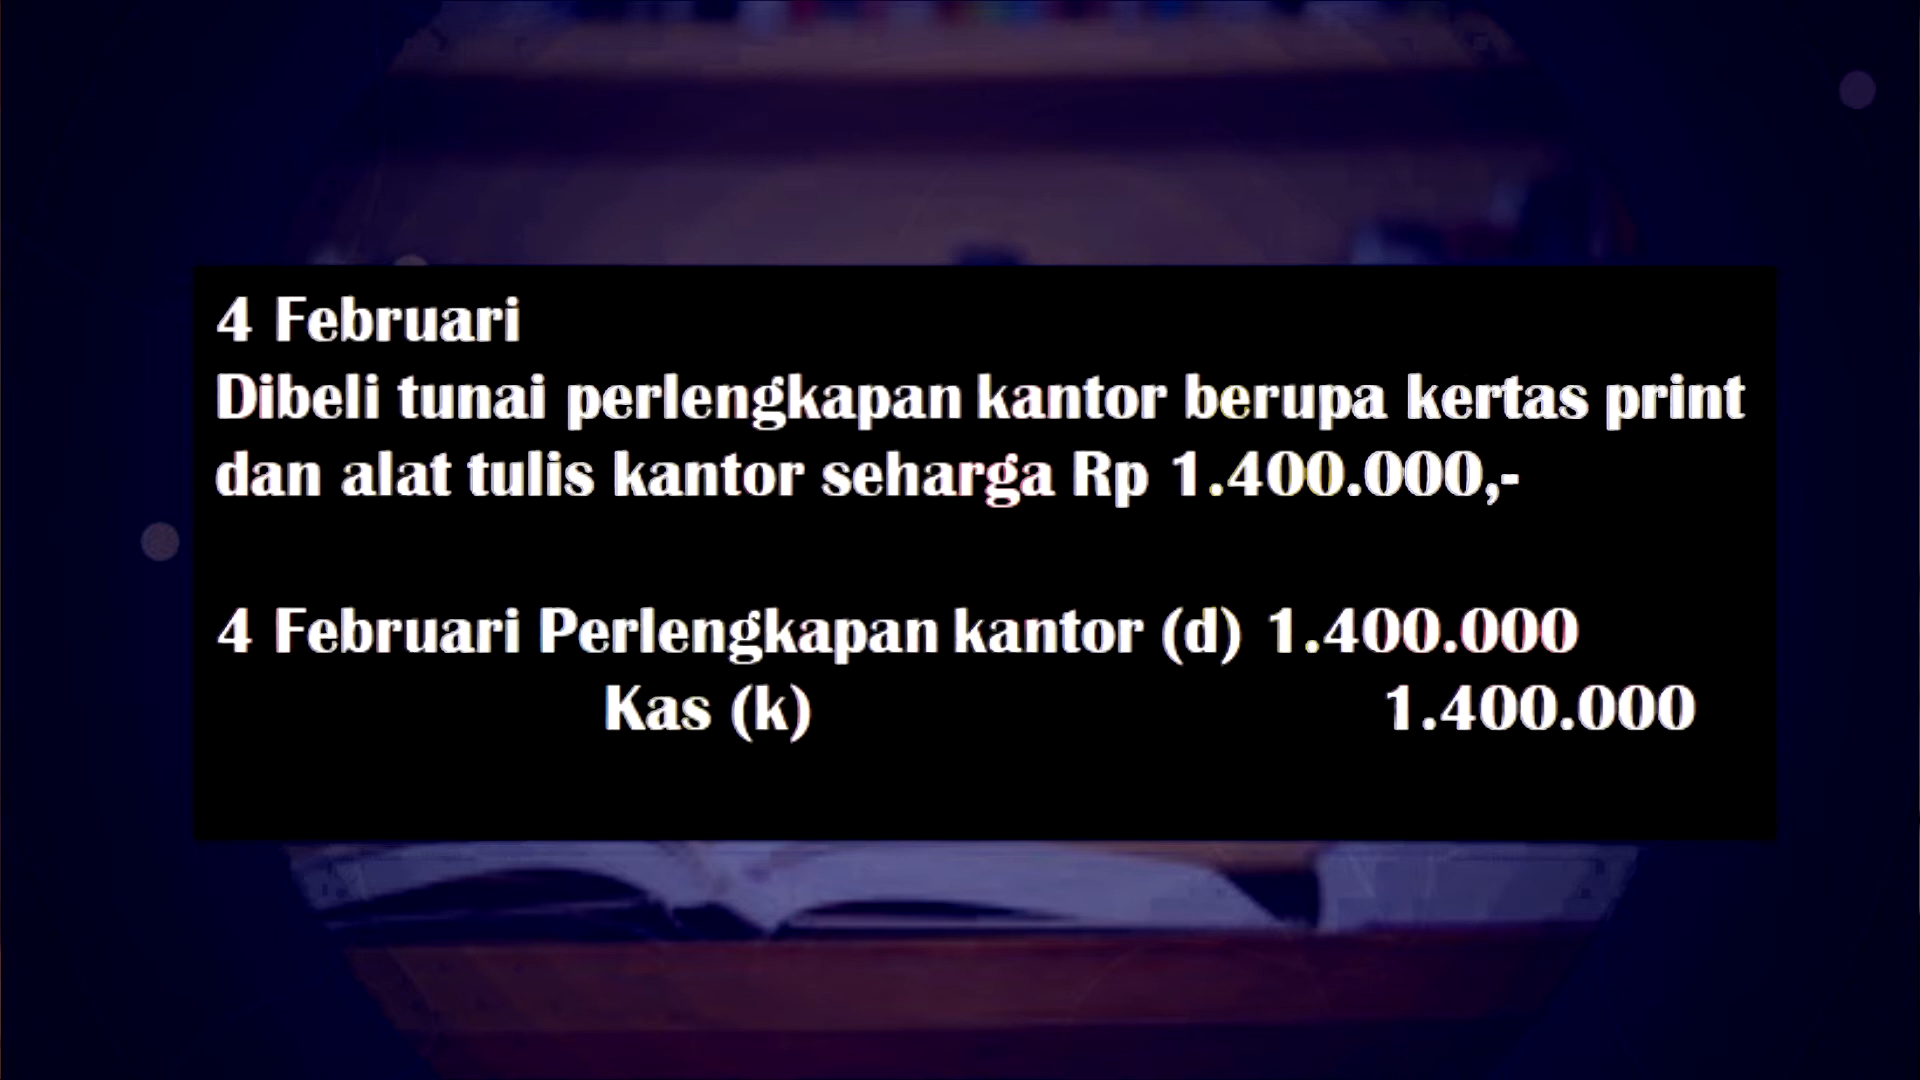 4 Februari
Dibeli tunai perlengkapan kantor berupa kertas print
dan alat tulis kantor seharga Rp 1.400.000,-
4 Februari Perlengkapan kantor (d) 1.400.000
Kas (k) 1.400.000